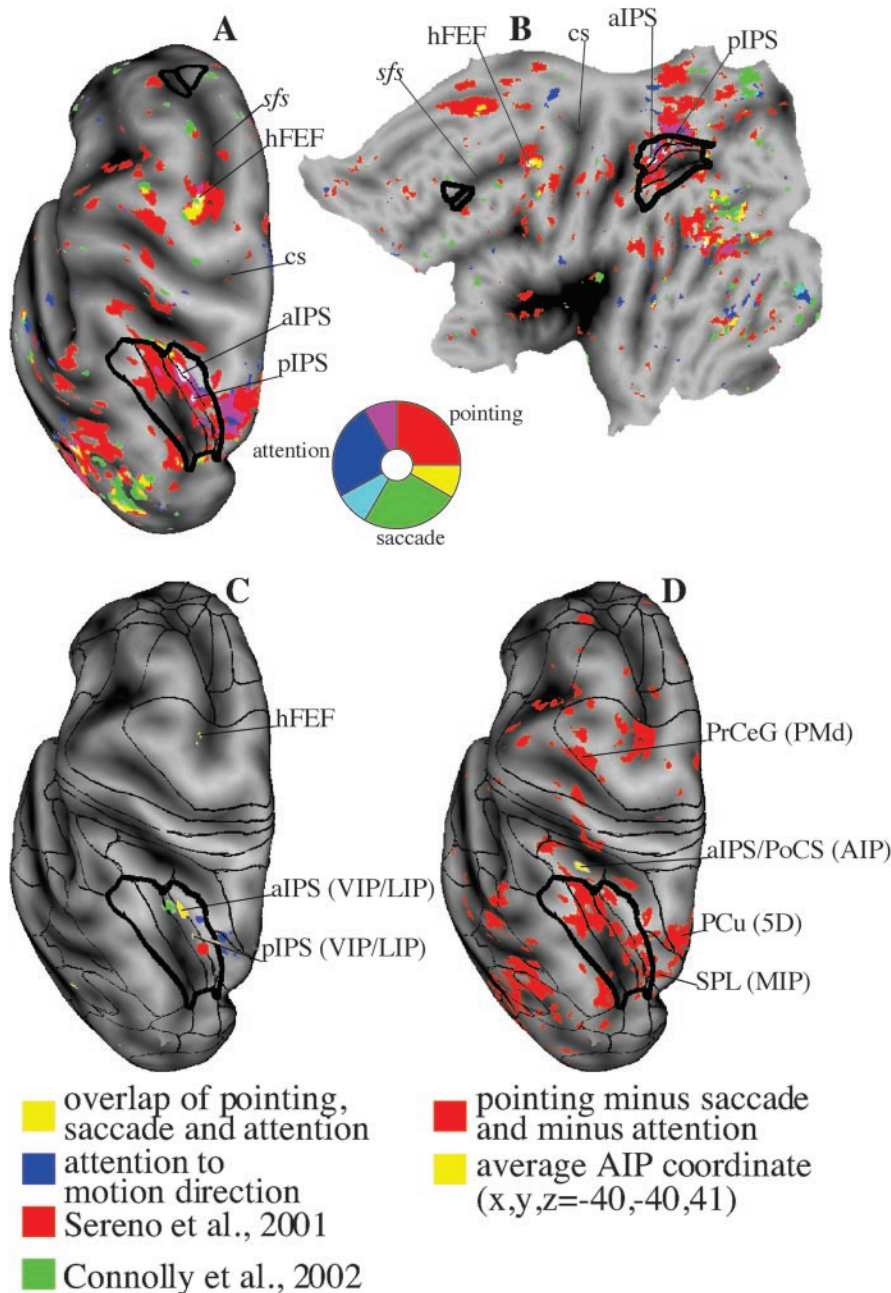 A
sfs
hFEF
cs
aIPS
pIPS
B
hFEF
cs
aIPS
pIPS
sfs
pointing
attention
saccade
C
hFEF
aIPS (VIP/LIP)
pIPS (VIP/LIP)
D
PrCeG (PMd)
aIPS/PoCS (AIP)
PCu (5D)
SPL (MIP)
overlap of pointing,
saccade and attention
attention to
motion direction
Sereno et al., 2001
Connolly et al., 2002
pointing minus saccade
and minus attention
average AIP coordinate
(x,y,z=-40,-40,41)